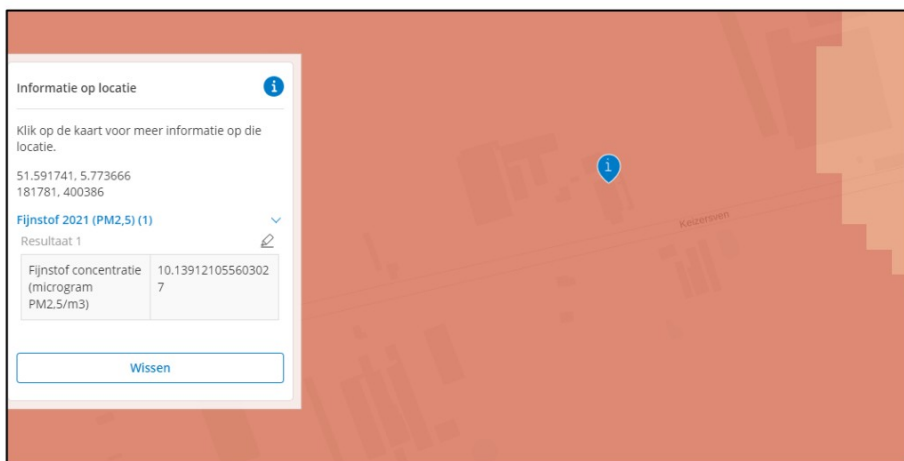 Informatie op locatie
Klik op de kaart voor meer informatie op die
locatie.
51.591741, 5.773666
181781, 400386
Fijnstof 2021 (PM2,5) (1)
Resultaat 1
Fijnstof concentratie
(microgram
PM2,5/m3)
10.13912105560302
7
Wissen
Keizersven